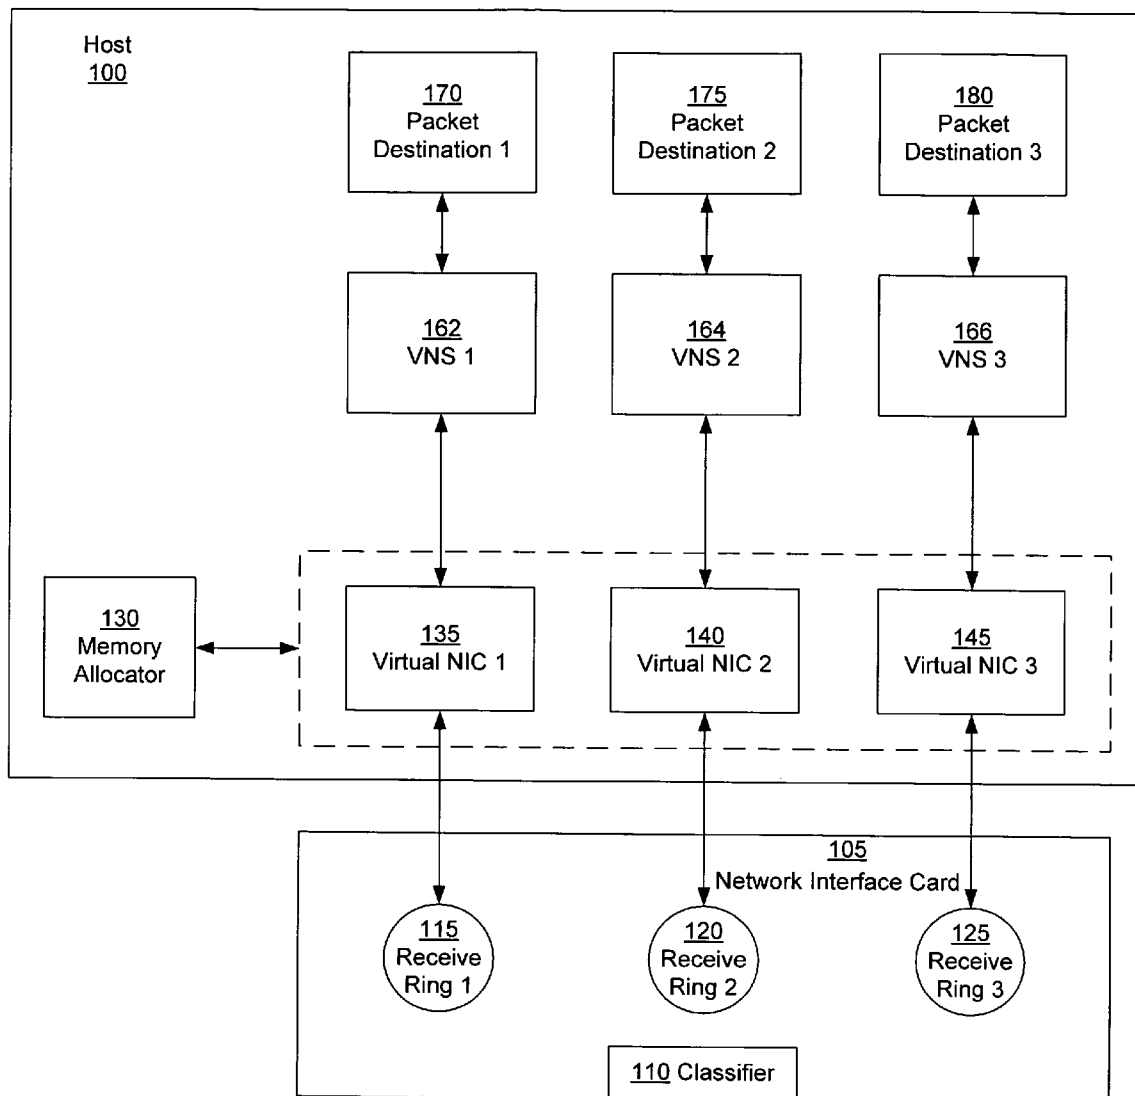 Host
100
170
Packet
Destination 1
175
Packet
Destination 2
180
Packet
Destination 3
162
VNS 1
164
VNS 2
166
VNS 3
130
Memory
Allocator
135
Virtual NIC 1
140
Virtual NIC 2
145
Virtual NIC 3
105
Network Interface Card
115
Receive
Ring 1
120
Receive
Ring 2
125
Receive
Ring 3
110 Classifier